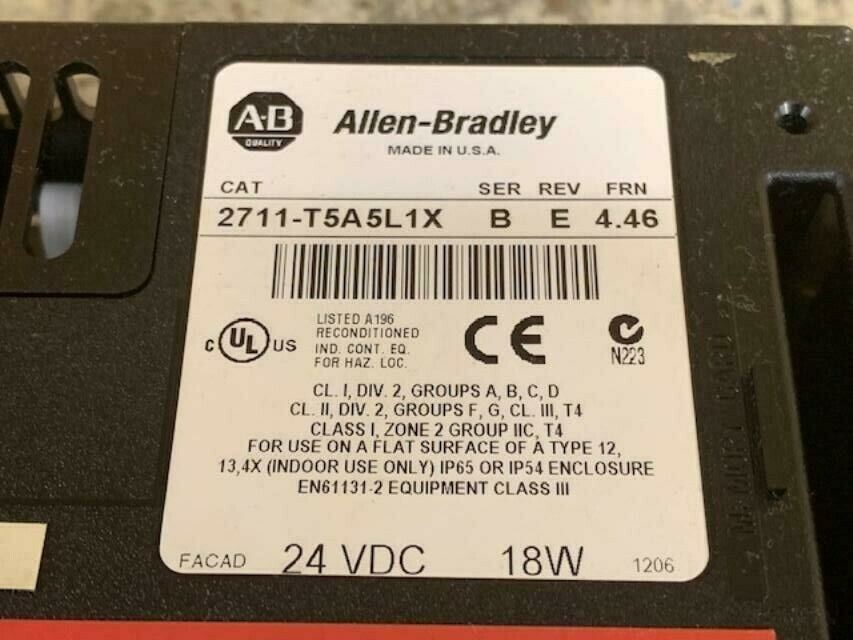 A·B
QUALITY
Allen-Bradley
MADE IN U.S.A.
CAT SER REV FRN
2711-T5A5L1X B E 4.46
C UL US
LISTED A196
RECONDITIONED
IND. CONT. EQ.
FOR HAZ. LOC.
CE
N223
CL. I, DIV. 2, GROUPS A, B, C, D
CL. II, DIV. 2, GROUPS F, G, CL. III, T4
CLASS I, ZONE 2 GROUP IIC, T4
FOR USE ON A FLAT SURFACE OF A TYPE 12,
13,4X (INDOOR USE ONLY) IP65 OR IP54 ENCLOSURE
EN61131-2 EQUIPMENT CLASS III
FACAD 24 VDC 18W 1206
MEMORY CARD